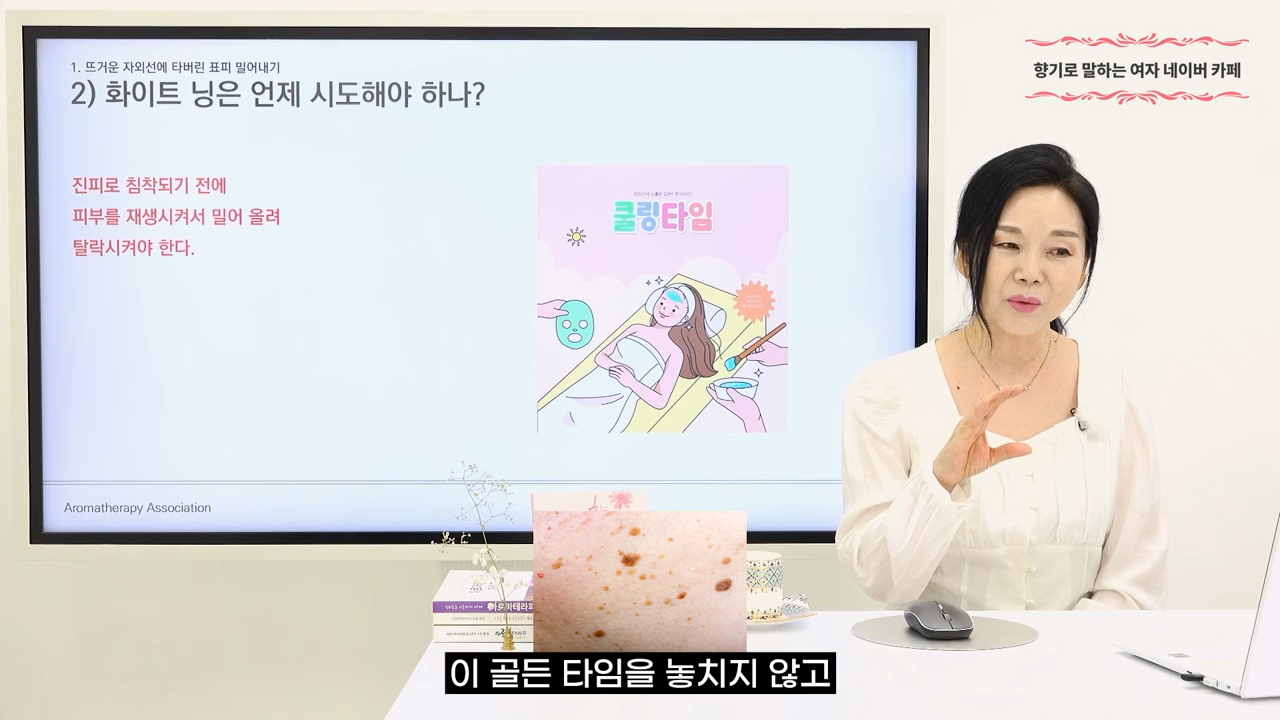 1. 뜨거운 자외선에 타버린 표피 밀어내기
2) 화이트 닝은 언제 시도해야 하나?
향기로 말하는 여자 네이버 카페
진피로 침착되기 전에
피부를 재생시켜서 밀어 올려
탈락시켜야 한다.
쿨링타임
Aromatherapy Association
이 골든 타임을 놓치지 않고